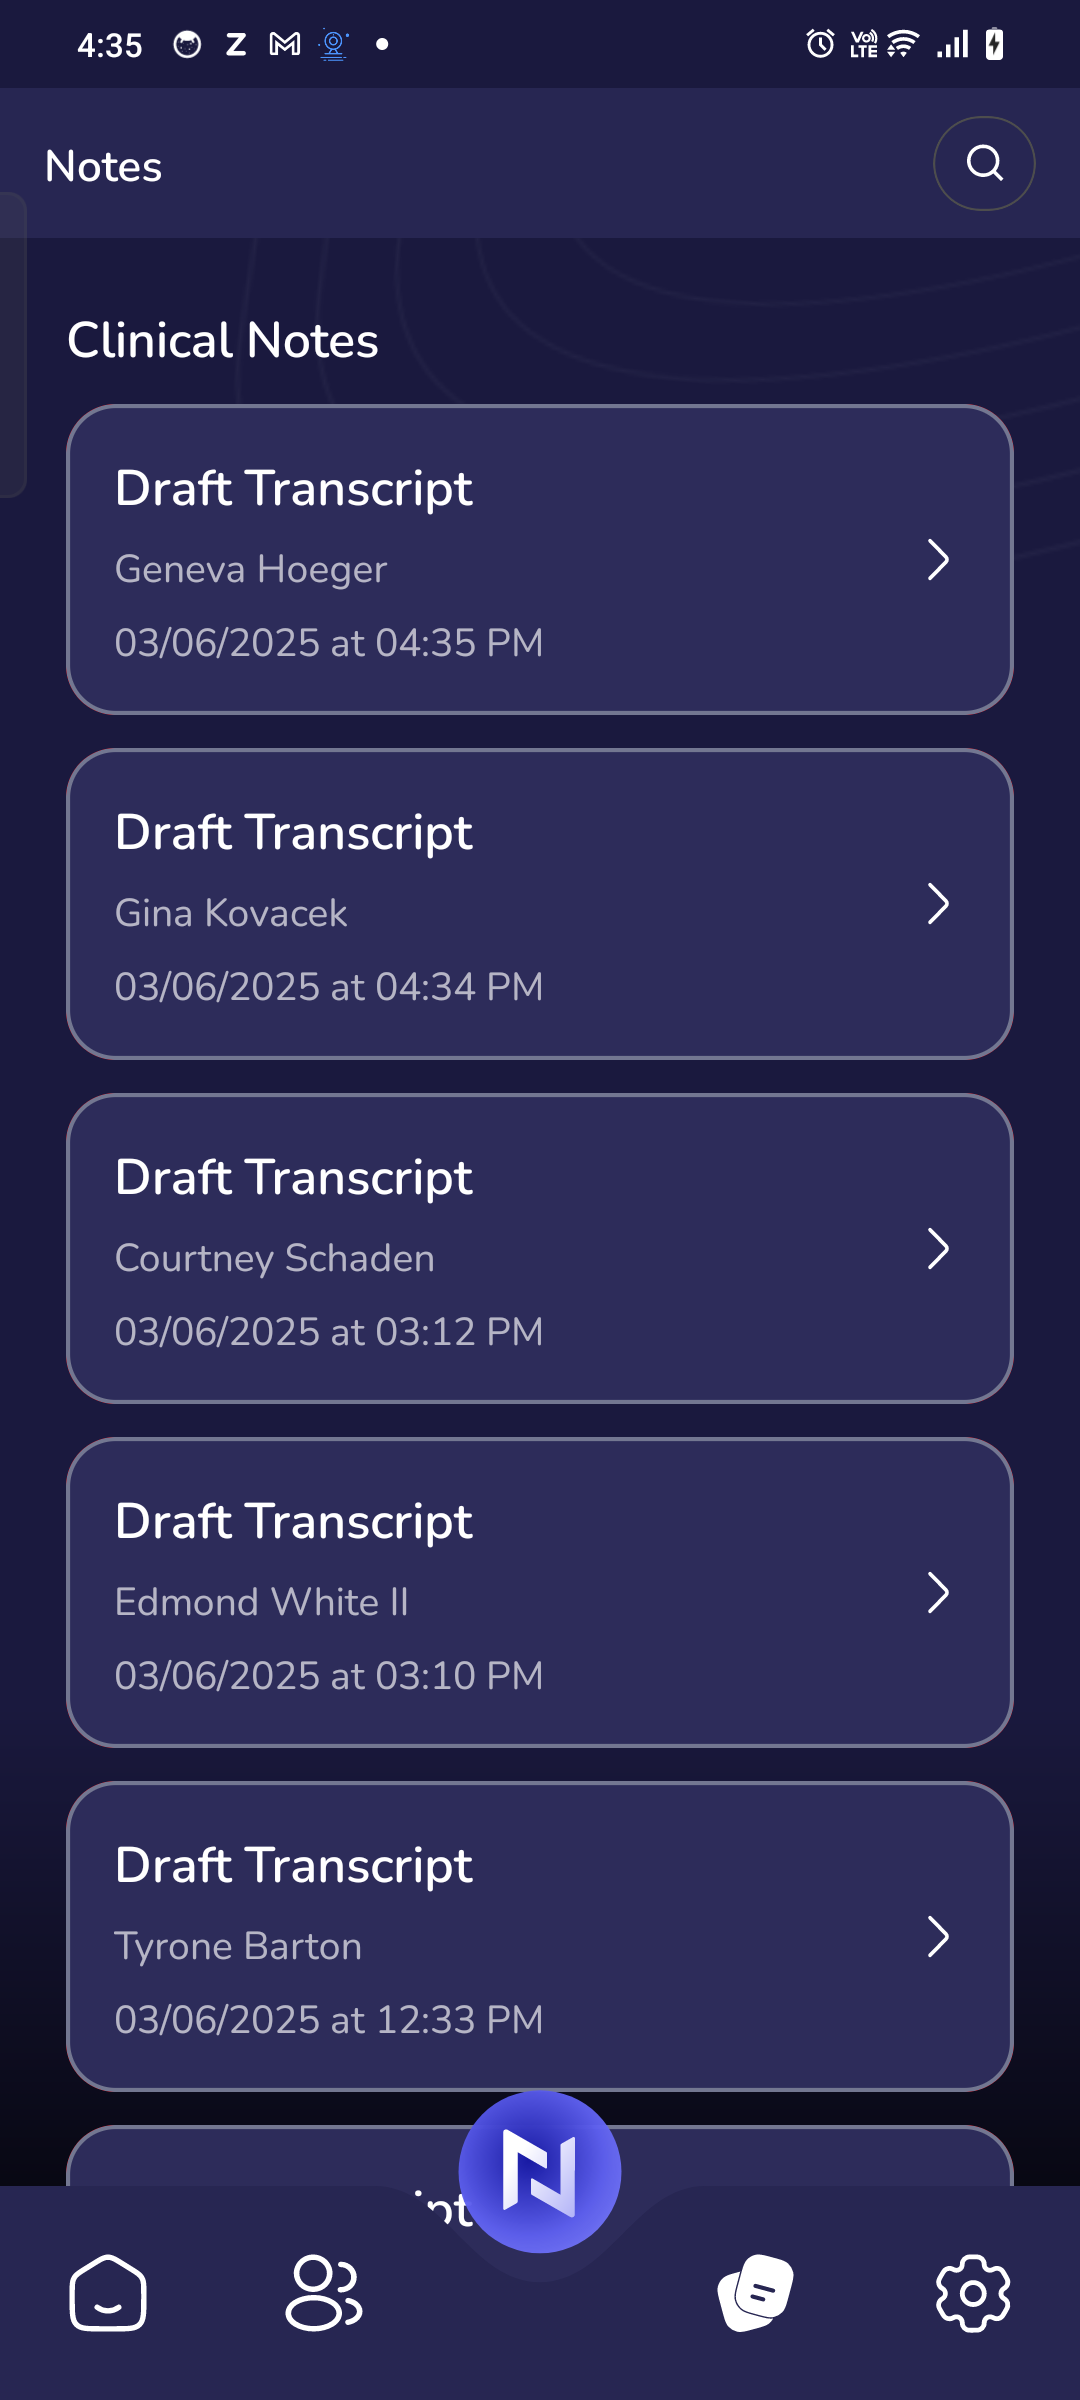 4:35
Z
Vo))
LTE
Notes
Clinical Notes
Draft Transcript
Geneva Hoeger
03/06/2025 at 04:35 PM
Draft Transcript
Gina Kovacek
03/06/2025 at 04:34 PM
Draft Transcript
Courtney Schaden
03/06/2025 at 03:12 PM
Draft Transcript
Edmond White II
03/06/2025 at 03:10 PM
Draft Transcript
Tyrone Barton
03/06/2025 at 12:33 PM